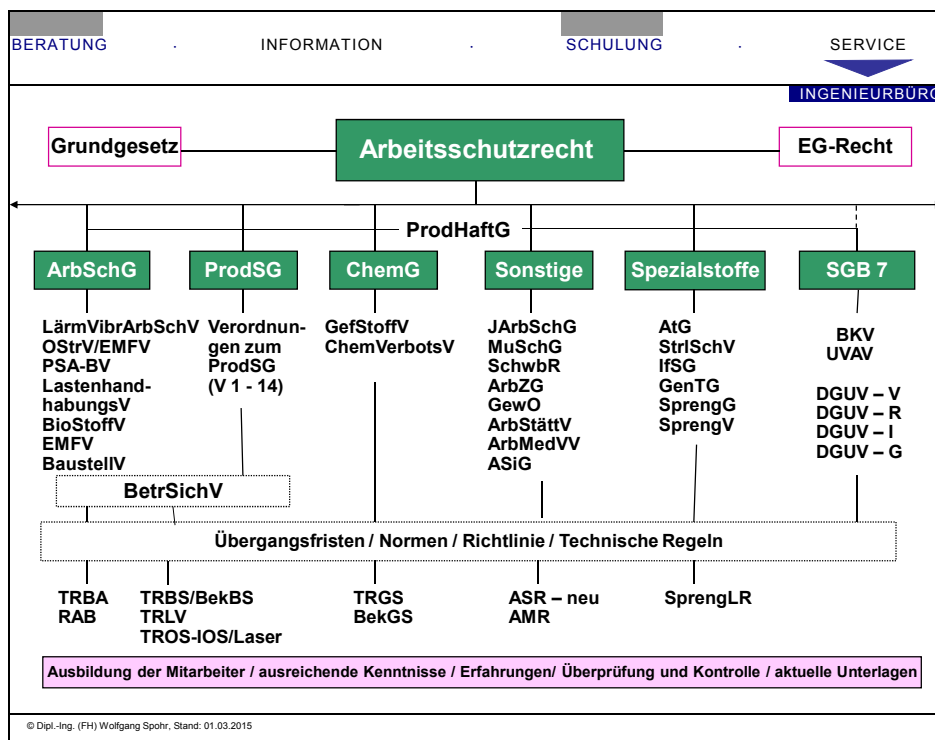 BERATUNG . INFORMATION . SCHULUNG . SERVICE
INGENIEURBÜRO
Grundgesetz
Arbeitsschutzrecht
EG-Recht
ProdHaftG
ArbSchG
ProdSG
ChemG
Sonstige
Spezialstoffe
SGB 7
LärmVibrArbSchV
OStrV/EMFV
PSA-BV
Lastenhand-
habungsV
BioStoffV
EMFV
BaustellV
Verordnun-
gen zum
ProdSG
(V 1 - 14)
GefStoffV
ChemVerbotsV
JArbSchG
MuSchG
SchwbR
ArbZG
GewO
ArbStättV
ArbMedVV
ASiG
AtG
StrlSchV
IfSG
GenTG
SprengG
SprengV
BKV
UVAV
DGUV – V
DGUV – R
DGUV – I
DGUV – G
BetrSichV
Übergangsfristen / Normen / Richtlinie / Technische Regeln
TRBA
RAB
TRBS/BekBS
TRLV
TROS-IOS/Laser
TRGS
BekGS
ASR – neu
AMR
SprengLR
Ausbildung der Mitarbeiter / ausreichende Kenntnisse / Erfahrungen/ Überprüfung und Kontrolle / aktuelle Unterlagen
© Dipl.-Ing. (FH) Wolfgang Spohr, Stand: 01.03.2015